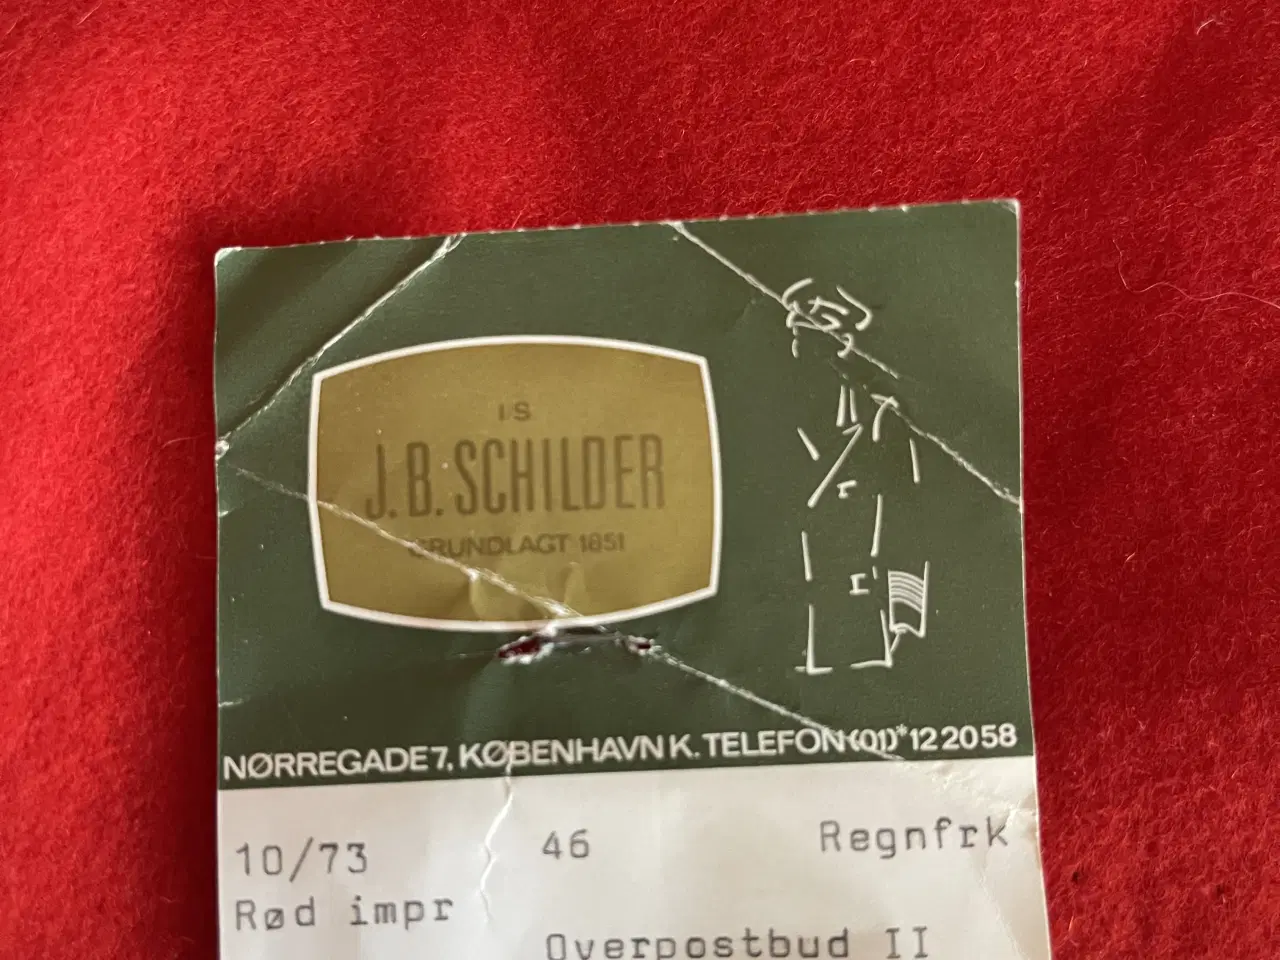 I S
J.B. SCHILDER
GRUNDLAGT 1851
NØRREGADE 7, KØBENHAVN K. TELEFON (01)*12 20 58
10/73 46 Regnfrk
Rød impr
Overpostbud II